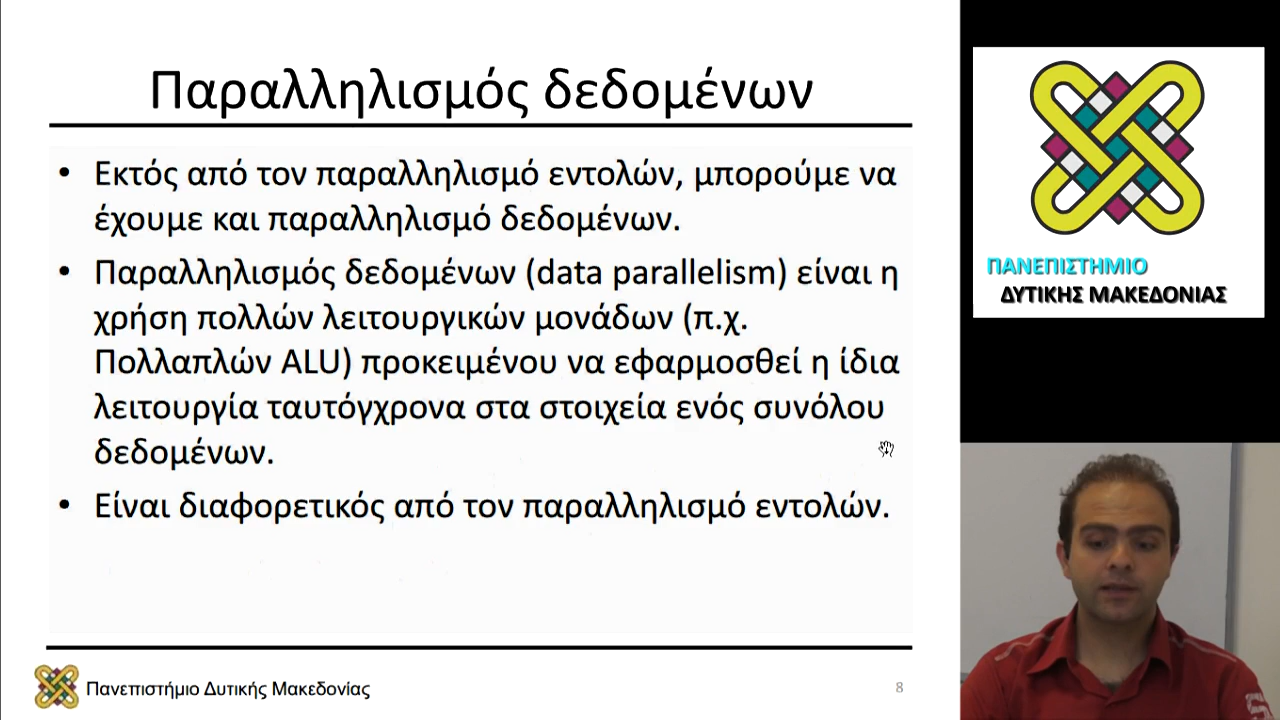 Παραλληλισμός δεδομένων
• Εκτός από τον παραλληλισμό εντολών, μπορούμε να
έχουμε και παραλληλισμό δεδομένων.
• Παραλληλισμός δεδομένων (data parallelism) είναι η
χρήση πολλών λειτουργικών μονάδων (π.χ.
Πολλαπλών ALU) προκειμένου να εφαρμοσθεί η ίδια
λειτουργία ταυτόγχρονα στα στοιχεία ενός συνόλου
δεδομένων.
• Είναι διαφορετικός από τον παραλληλισμό εντολών.
Πανεπιστήμιο Δυτικής Μακεδονίας
8
ΠΑΝΕΠΙΣΤΗΜΙΟ
ΔΥΤΙΚΗΣ ΜΑΚΕΔΟΝΙΑΣ